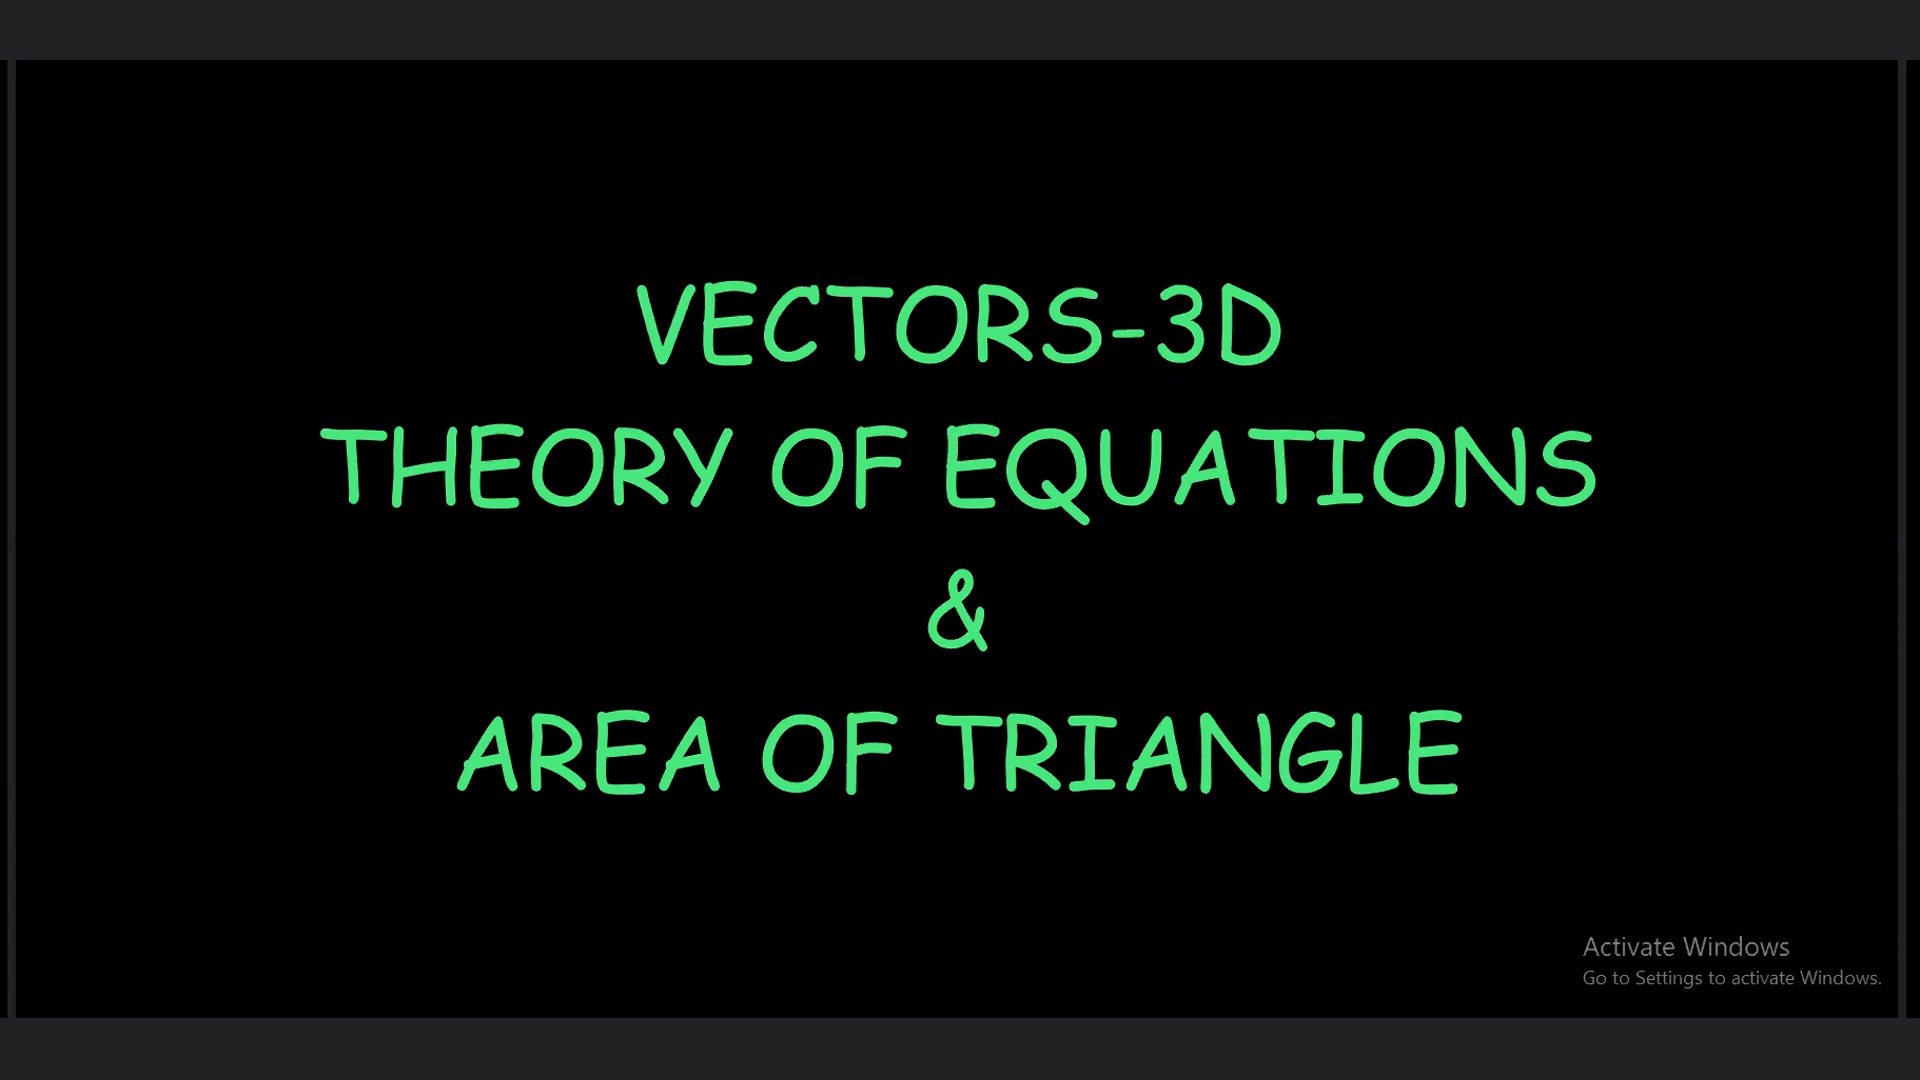 VECTORS-3D
THEORY OF EQUATIONS
&
AREA OF TRIANGLE
Activate Windows
Go to Settings to activate Windows.